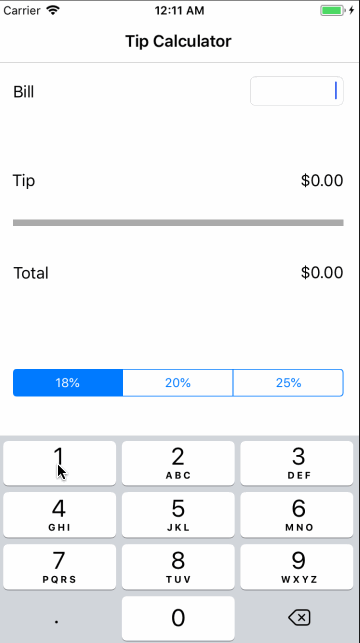 Carrier 12:11 AM
Tip Calculator
Bill
Tip $0.00
Total $0.00
18% 20% 25%
1 2 3
ABC DEF
4 5 6
GHI JKL MNO
7 8 9
PQRS TUV WXYZ
. 0